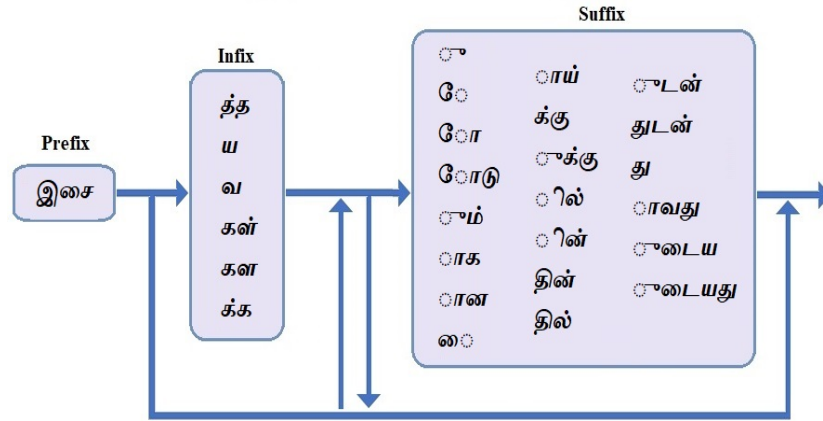 Suffix
Infix
Prefix
இசை
த்த
ய
வ
கள்
கள
க்க
ு
ே
ோ
ோடு
ும்
ாக
ான
ை
ாய்
க்கு
ுக்கு
ில்
ின்
தின்
தில்
ுடன்
துடன்
து
ாவது
ுடைய
ுடையது